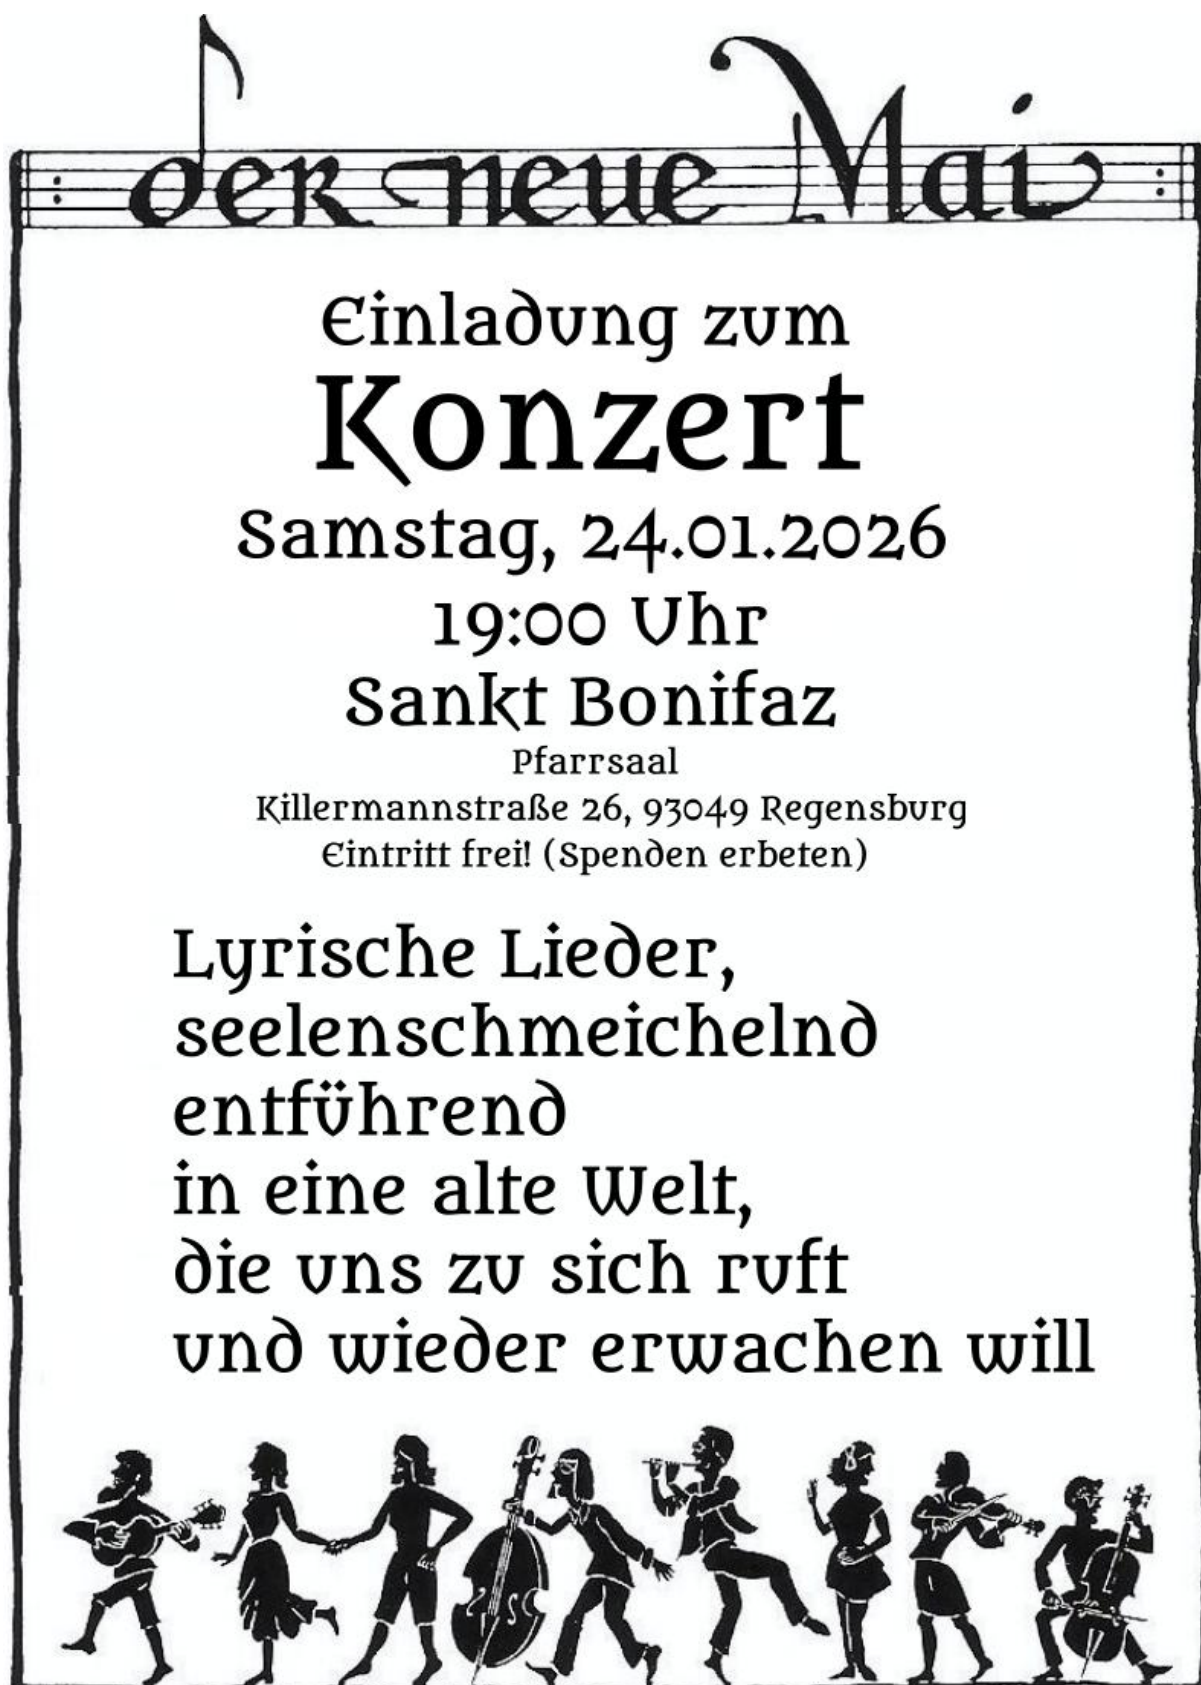 der neue Mai
Einladung zum
Konzert
Samstag, 24.01.2026
19:00 Uhr
Sankt Bonifaz
Pfarrsaal
Killermannstraße 26, 93049 Regensburg
Eintritt frei! (Spenden erbeten)
Lyrische Lieder,
seelenschmeichelnd
entführend
in eine alte Welt,
die uns zu sich ruft
und wieder erwachen will